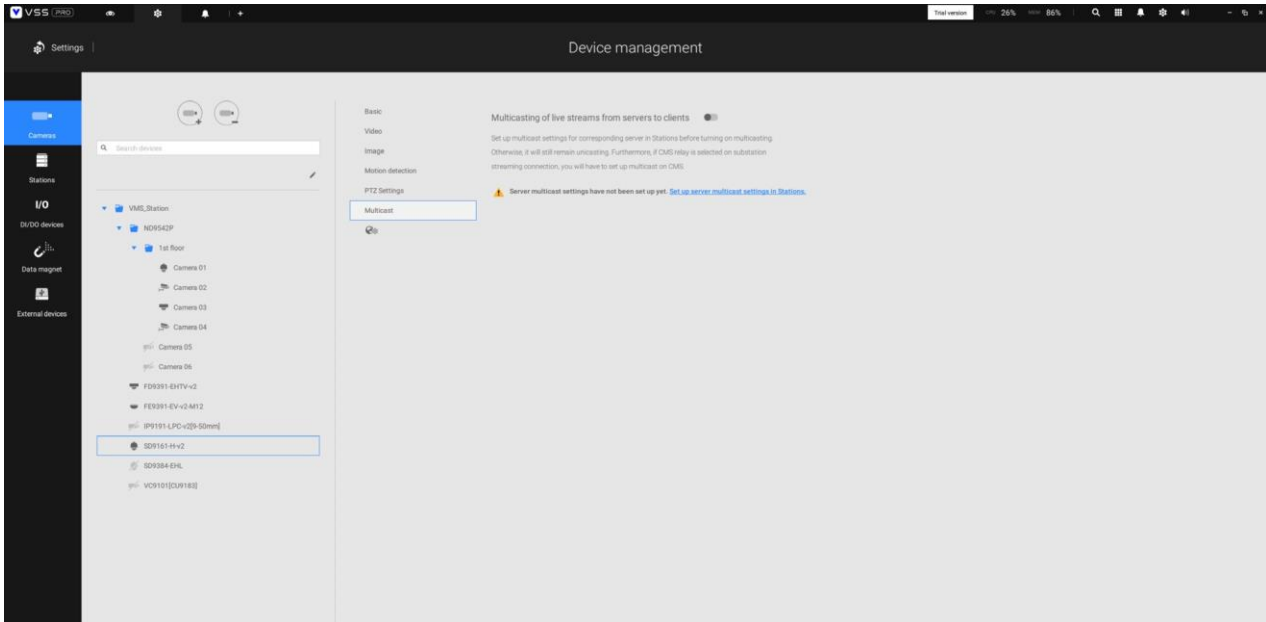 VSS PRO
Trial version
CPU 26%
86%
Settings
Device management
Cameras
Stations
I/O
DI/DO devices
Data magnet
External devices
Search devices
VMS_Station
ND9542P
1st floor
Camera 01
Camera 02
Camera 03
Camera 04
Camera 05
Camera 06
FD9391-EHTV-v2
FE9391-EV-v2-M12
IP9191-LPC-v2[9-50mm]
SD9161-H-v2
SD9384-EHL
VC9101[CU9183]
Basic
Video
Image
Motion detection
PTZ Settings
Multicast
Multicasting of live streams from servers to clients
Set up multicast settings for corresponding server in Stations before turning on multicasting.
Otherwise, it will still remain unicasting. Furthermore, if CMS relay is selected on substation
streaming connection, you will have to set up multicast on CMS.
Server multicast settings have not been set up yet. Set up server multicast settings in Stations.